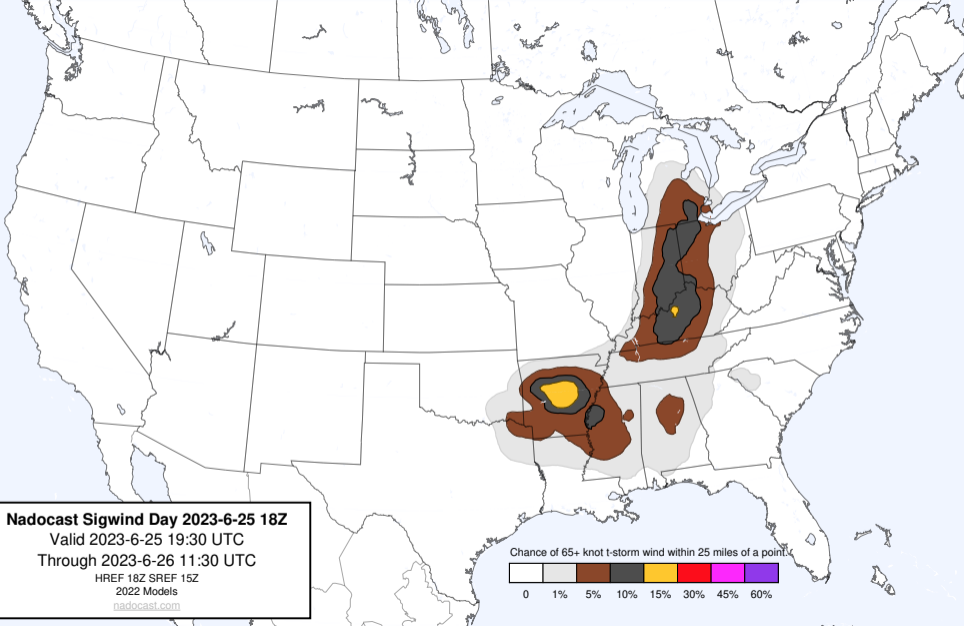 Nadocast Sigwind Day 2023-6-25 18Z
Valid 2023-6-25 19:30 UTC
Through 2023-6-26 11:30 UTC
HREF 18Z SREF 15Z
2022 Models
nadocast.com
Chance of 65+ knot t-storm wind within 25 miles of a point.
0 1% 5% 10% 15% 30% 45% 60%